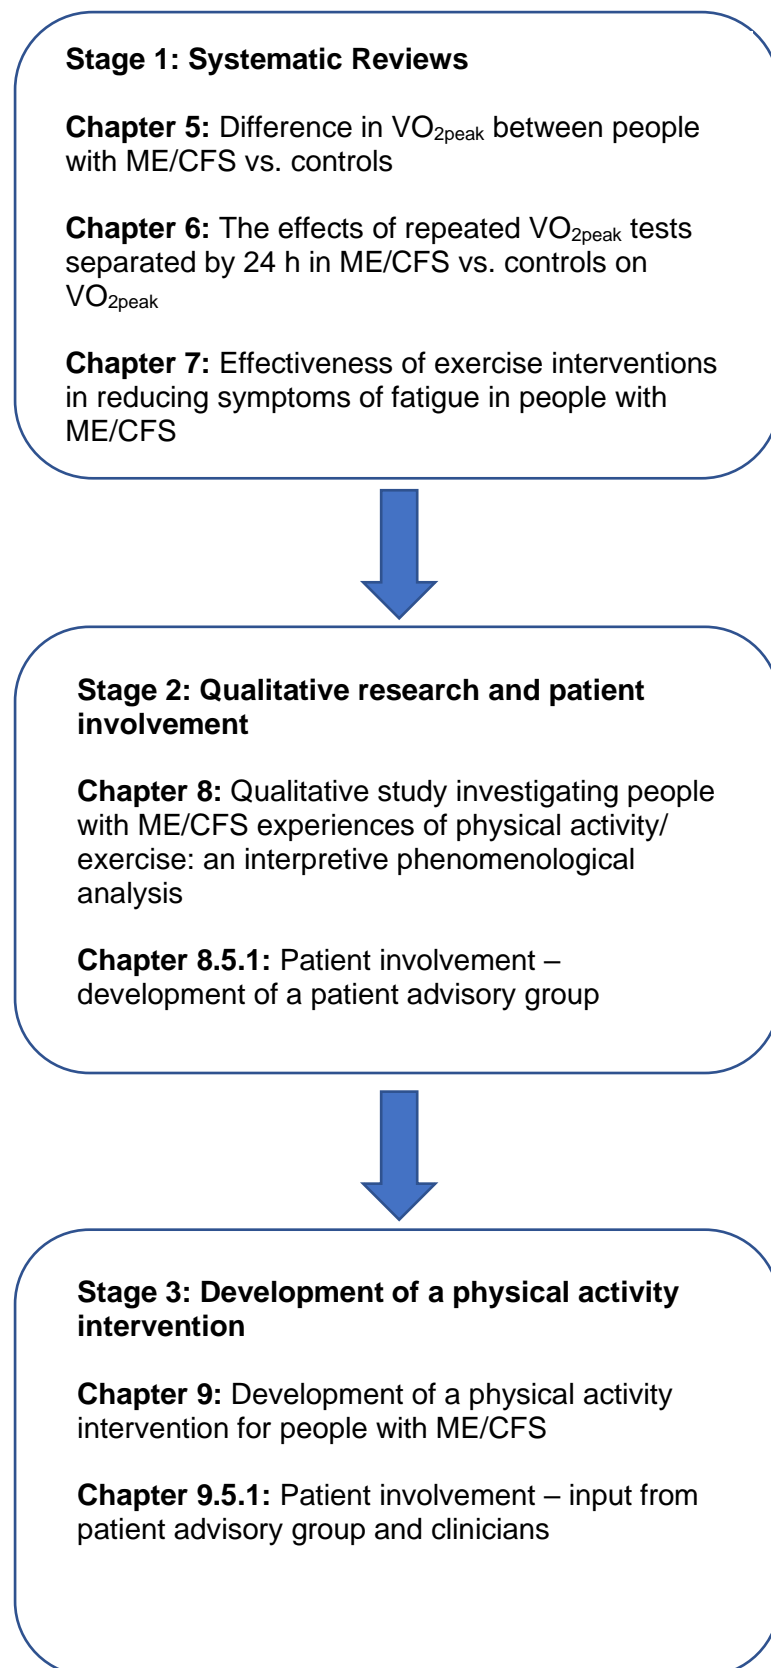 Stage 1: Systematic Reviews
Chapter 5: Difference in VO2peak between people
with ME/CFS vs. controls
Chapter 6: The effects of repeated VO2peak tests
separated by 24 h in ME/CFS vs. controls on
VO2peak
Chapter 7: Effectiveness of exercise interventions
in reducing symptoms of fatigue in people with
ME/CFS
Stage 2: Qualitative research and patient
involvement
Chapter 8: Qualitative study investigating people
with ME/CFS experiences of physical activity/
exercise: an interpretive phenomenological
analysis
Chapter 8.5.1: Patient involvement –
development of a patient advisory group
Stage 3: Development of a physical activity
intervention
Chapter 9: Development of a physical activity
intervention for people with ME/CFS
Chapter 9.5.1: Patient involvement – input from
patient advisory group and clinicians